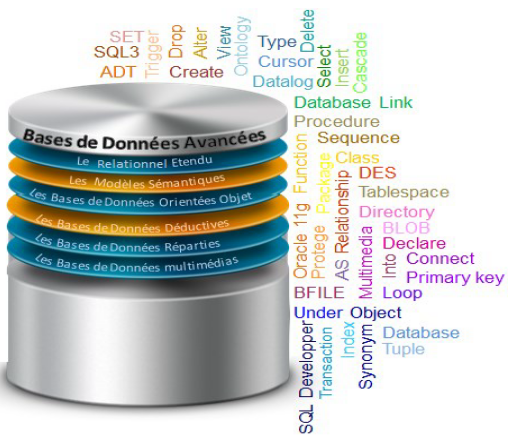 SET
SQL3
ADT
Trigger
Drop
Alter
View
Ontology
Create
Type
Cursor
Datalog
Delete
Select
Insert
Cascade
Database Link
Procedure
Sequence
Function
Package
Class
Relationship
DES
Tablespace
Directory
BLOB
Declare
Oracle 11g
Protege
AS
Multimedia
Into
Connect
Primary key
BFILE
Loop
Under Object
SQL Developper
Transaction
Index
Synonym
Database
Tuple
Bases de Données Avancées
Le Relationnel Etendu
Les Modèles Sémantiques
Les Bases de Données Orientées Objet
Les Bases de Données Déductives
Les Bases de Données Réparties
Les Bases de Données multimédias